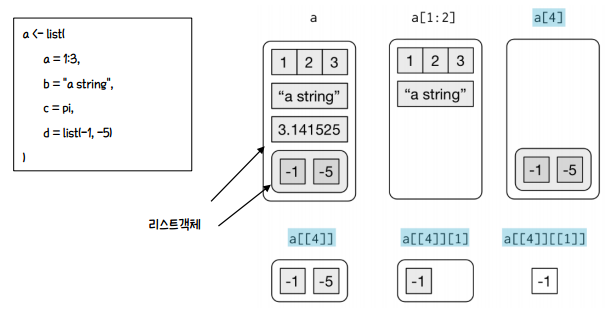 a <- list(
a = 1:3,
b = "a string",
c = pi,
d = list(-1, -5)
)
a
1 2 3
“a string”
3.141525
-1 -5
a[1:2]
1 2 3
“a string”
a[4]
-1 -5
리스트객체
a[[4]]
-1 -5
a[[4]][1]
-1
a[[4]][[1]]
-1